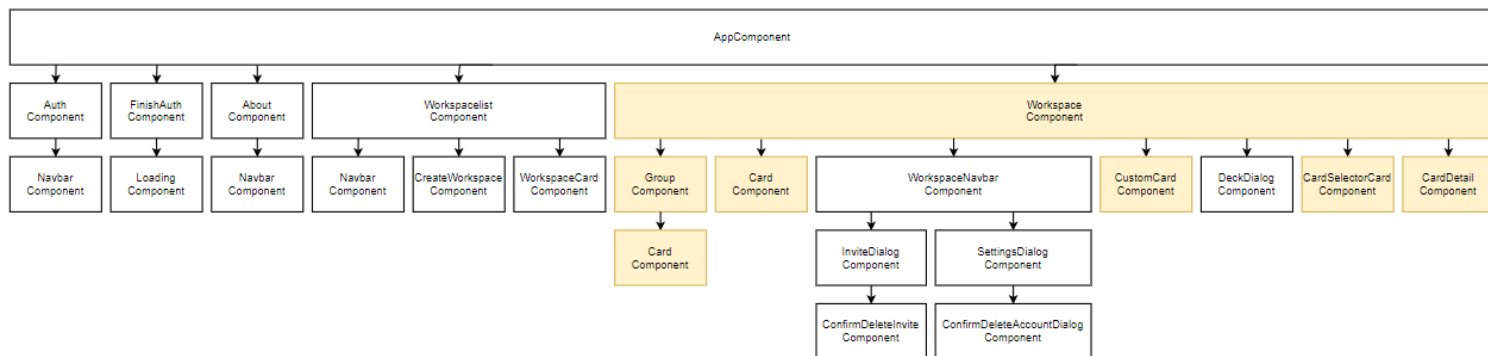 AppComponent
Auth
Component
FinishAuth
Component
About
Component
Workspacelist
Component
Workspace
Component
Navbar
Component
Loading
Component
Navbar
Component
Navbar
Component
CreateWorkspace
Component
WorkspaceCard
Component
Group
Component
Card
Component
WorkspaceNavbar
Component
CustomCard
Component
DeckDialog
Component
CardSelectorCard
Component
CardDetail
Component
Card
Component
InviteDialog
Component
SettingsDialog
Component
ConfirmDeleteInvite
Component
ConfirmDeleteAccountDialog
Component